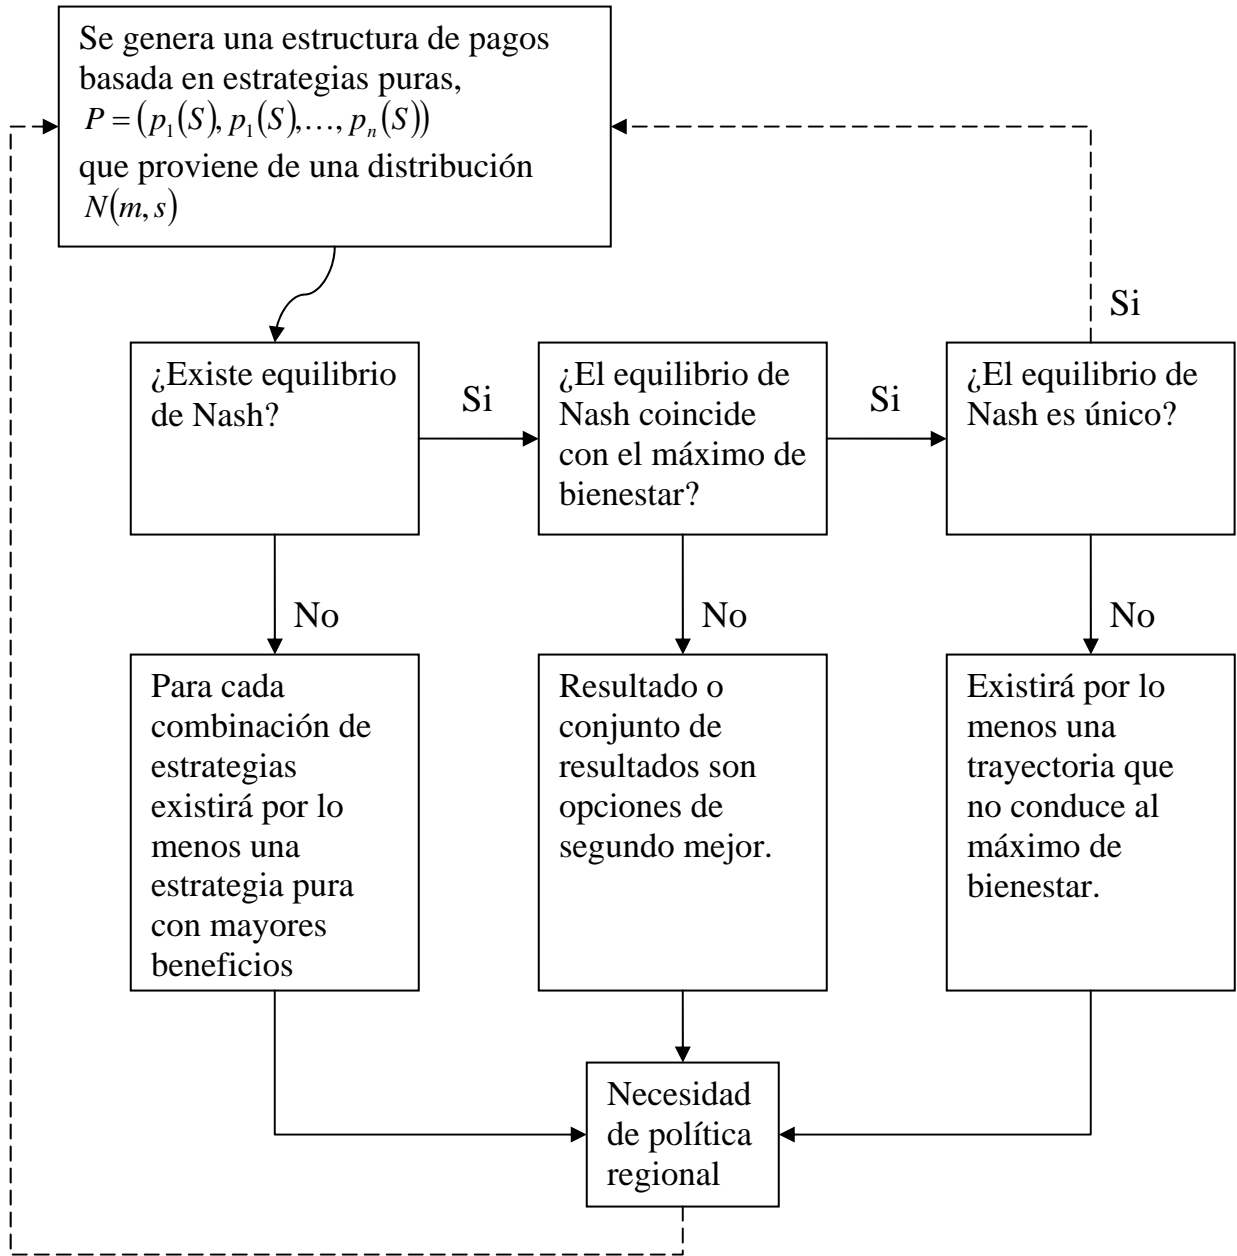 Se genera una estructura de pagos
basada en estrategias puras,
P = (p₁(S), p₁(S),..., pₙ(S))
que proviene de una distribución
N(m, s)
Si
¿Existe equilibrio
de Nash?
Si
¿El equilibrio de
Nash coincide
con el máximo de
bienestar?
Si
¿El equilibrio de
Nash es único?
No
No
No
Para cada
combinación de
estrategias
existirá por lo
menos una
estrategia pura
con mayores
beneficios
Resultado o
conjunto de
resultados son
opciones de
segundo mejor.
Existirá por lo
menos una
trayectoria que
no conduce al
máximo de
bienestar.
Necesidad
de política
regional